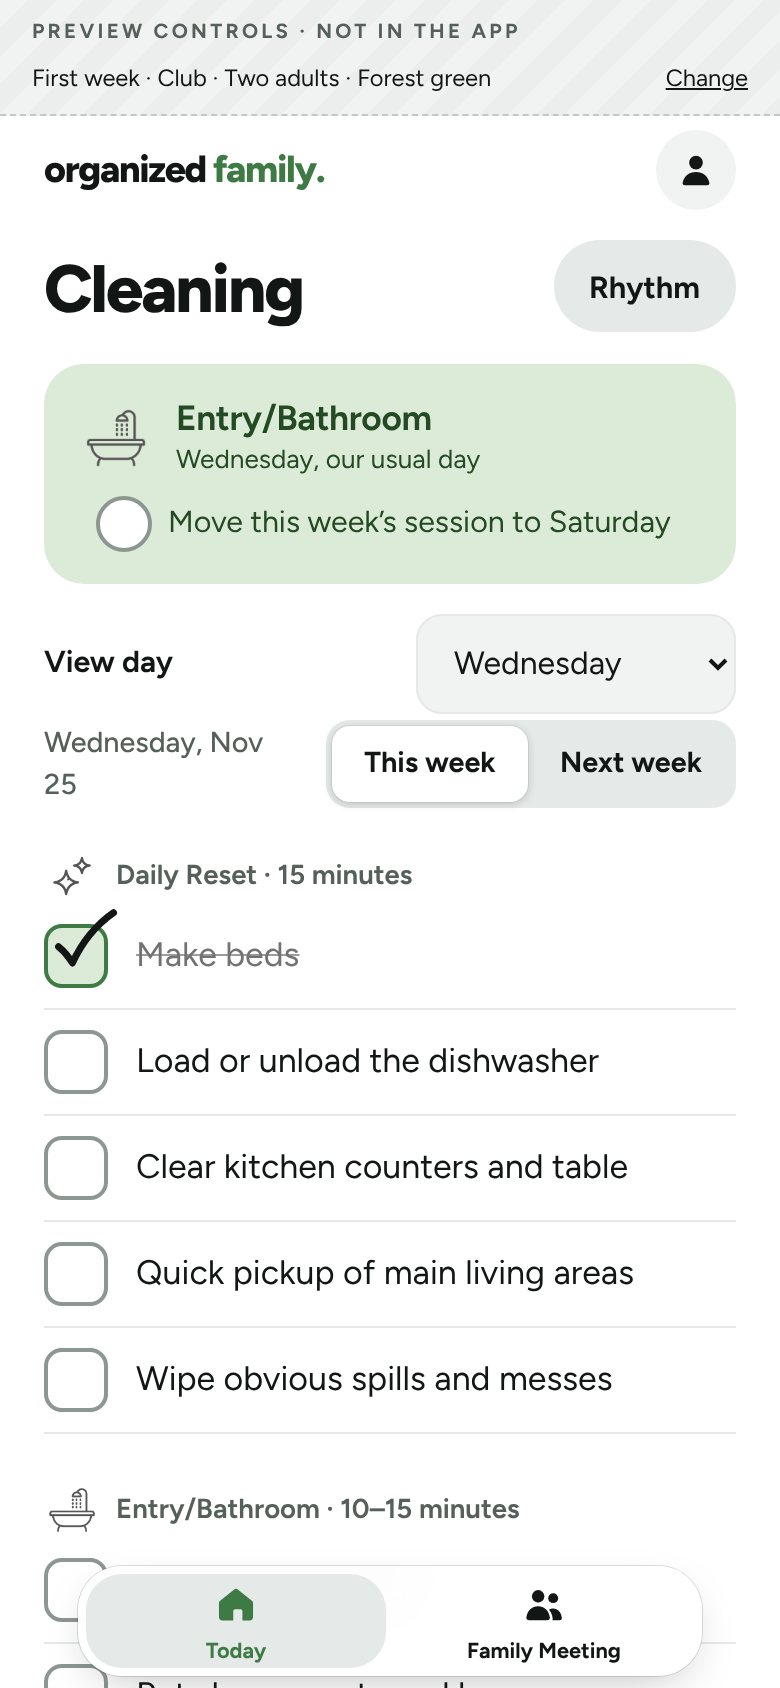 PREVIEW CONTROLS · NOT IN THE APP
First week · Club · Two adults · Forest green
Change
organized family.
Cleaning
Rhythm
Entry/Bathroom
Wednesday, our usual day
Move this week’s session to Saturday
View day
Wednesday
Wednesday, Nov
25
This week
Next week
Daily Reset · 15 minutes
Make beds
Load or unload the dishwasher
Clear kitchen counters and table
Quick pickup of main living areas
Wipe obvious spills and messes
Entry/Bathroom · 10–15 minutes
Today
Family Meeting